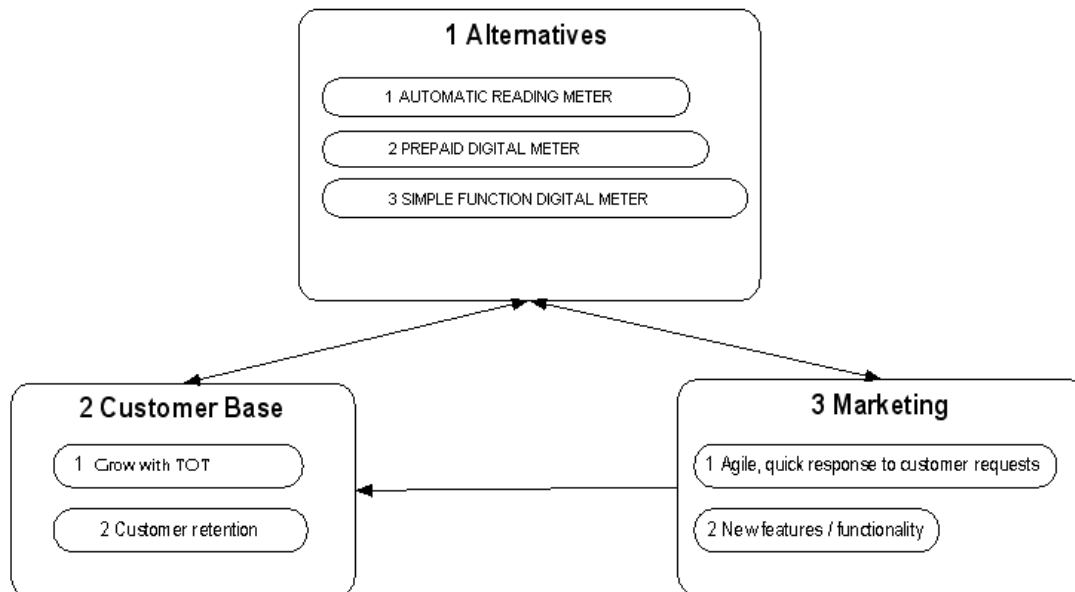 1 Alternatives
1 AUTOMATIC READING METER
2 PREPAID DIGITAL METER
3 SIMPLE FUNCTION DIGITAL METER
2 Customer Base
1 Grow with TOT
2 Customer retention
3 Marketing
1 Agile, quick response to customer requests
2 New features / functionality